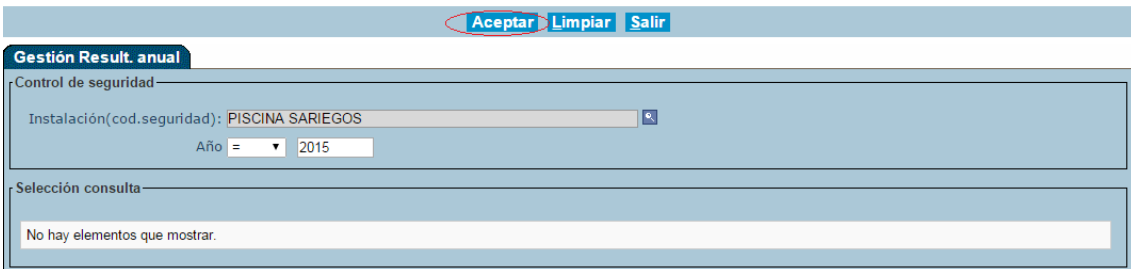 Aceptar Limpiar Salir
Gestión Result. anual
Control de seguridad
Instalación(cod.seguridad): PISCINA SARIEGOS
Año = 2015
Selección consulta
No hay elementos que mostrar.